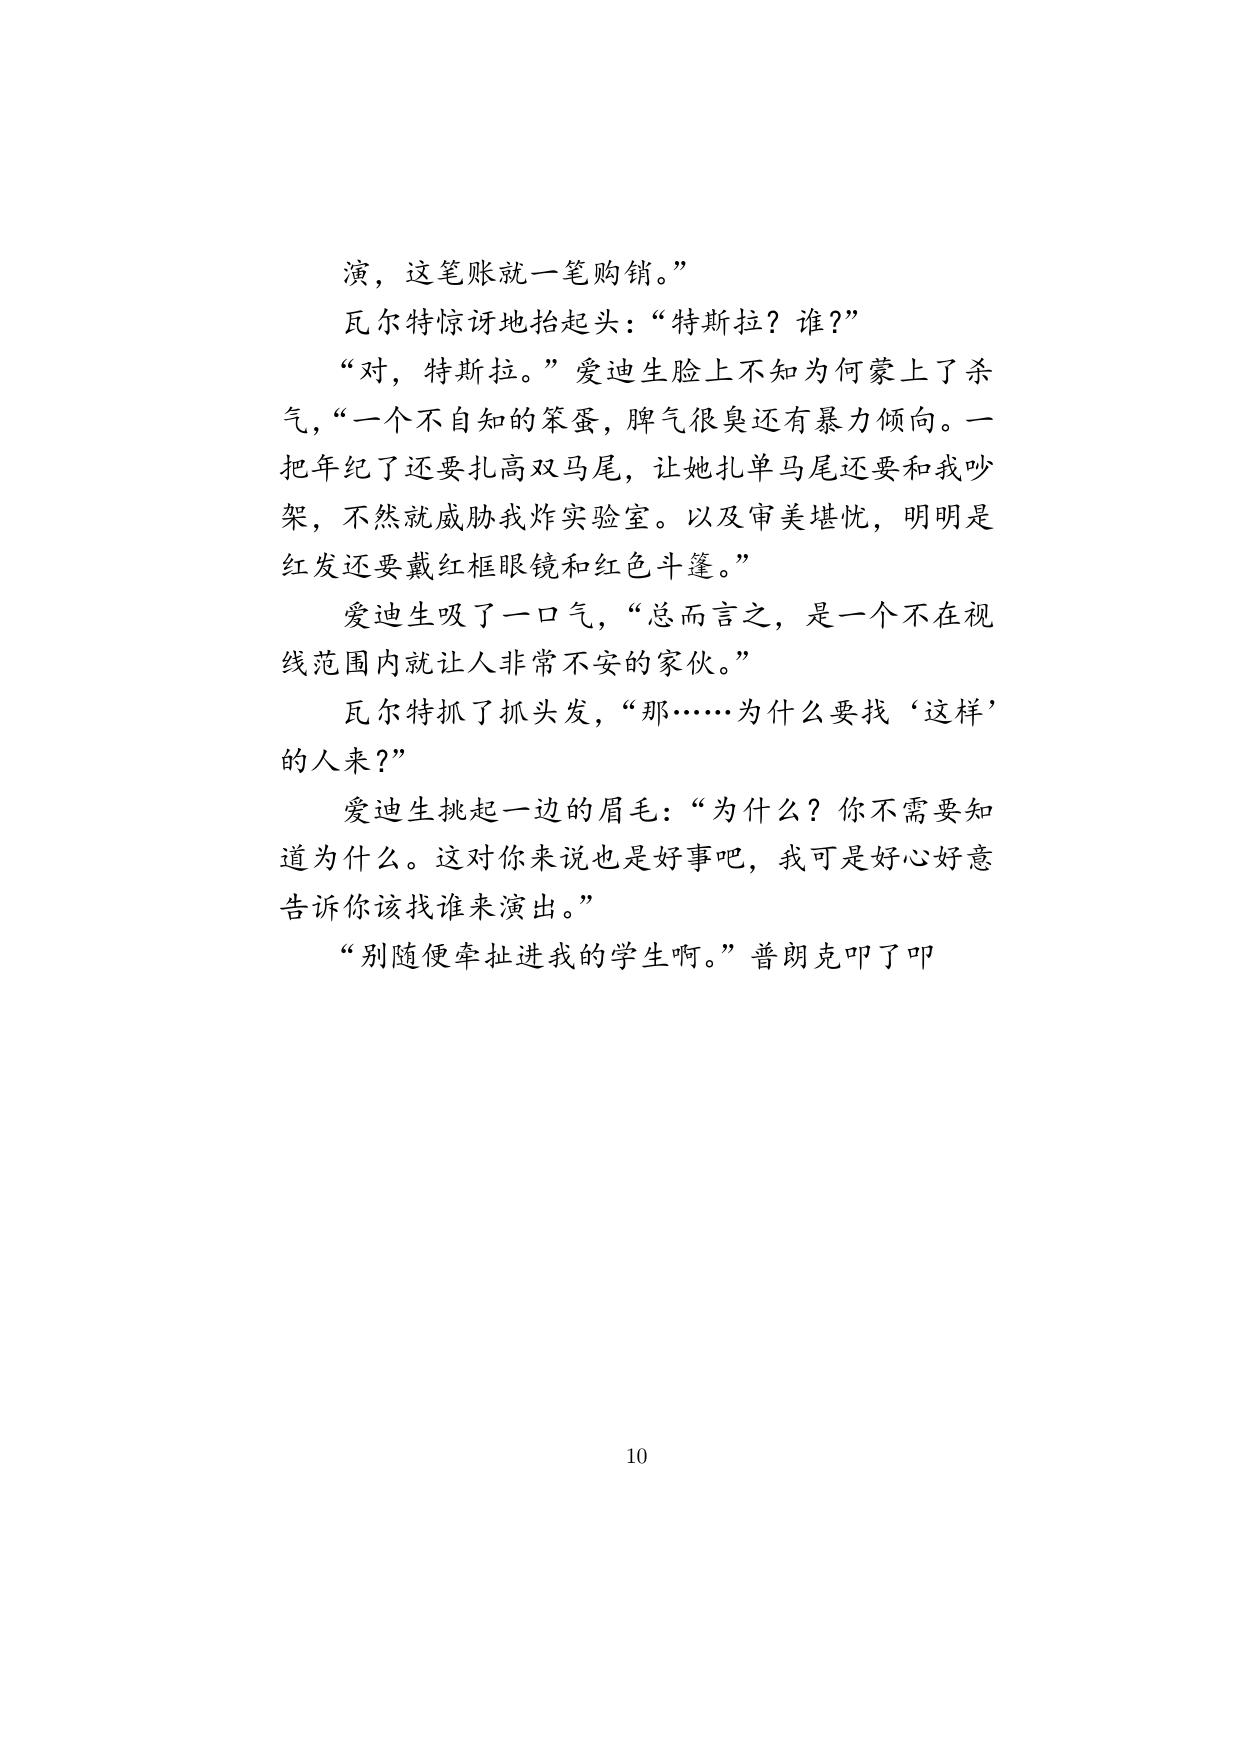 演，这笔账就一笔购销。”
瓦尔特惊讶地抬起头：“特斯拉？谁？”
“对，特斯拉。”爱迪生脸上不知为何蒙上了杀
气，“一个不自知的笨蛋，脾气很臭还有暴力倾向。一
把年纪了还要扎高双马尾，让她扎单马尾还要和我吵
架，不然就威胁我炸实验室。以及审美堪忧，明明是
红发还要戴红框眼镜和红色斗篷。”
爱迪生吸了一口气，“总而言之，是一个不在视
线范围内就让人非常不安的家伙。”
瓦尔特抓了抓头发，“那……为什么要找‘这样’
的人来？”
爱迪生挑起一边的眉毛：“为什么？你不需要知
道为什么。这对你来说也是好事吧，我可是好心好意
告诉你该找谁来演出。”
“别随便牵扯进我的学生啊。”普朗克叩了叩
10